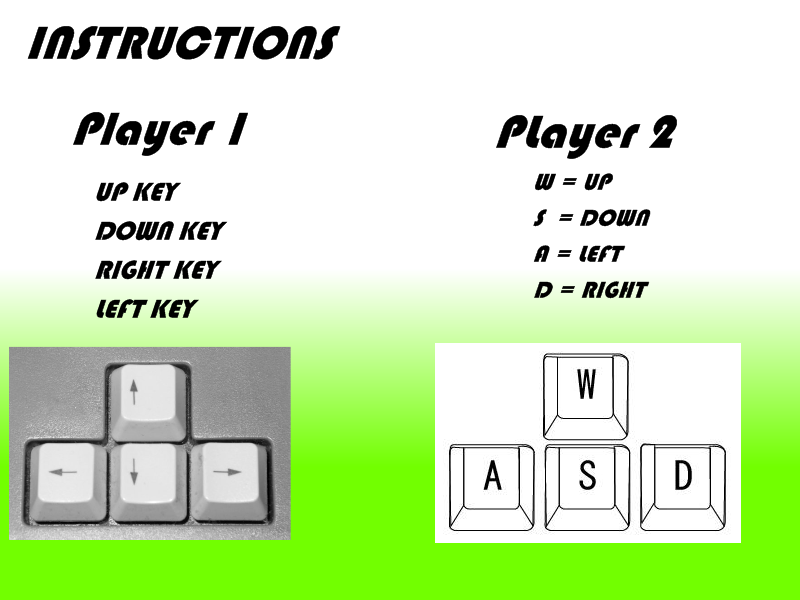 INSTRUCTIONS
Player 1
UP KEY
DOWN KEY
RIGHT KEY
LEFT KEY
PLayer 2
W = UP
S = DOWN
A = LEFT
D = RIGHT
↑
← ↓ →
W
A S D